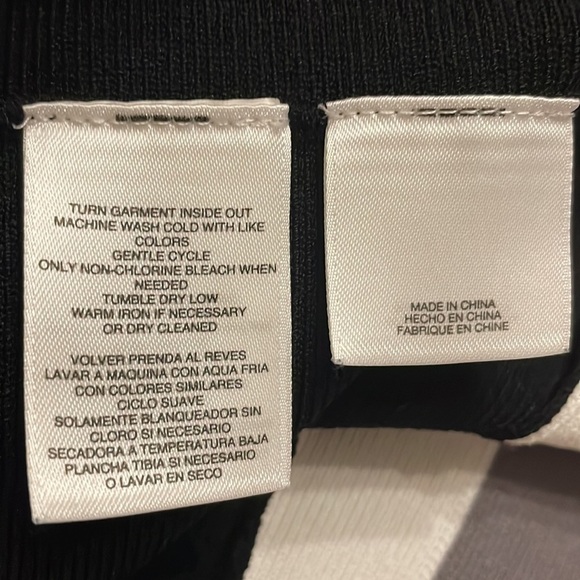 TURN GARMENT INSIDE OUT
MACHINE WASH COLD WITH LIKE
COLORS
GENTLE CYCLE
ONLY NON-CHLORINE BLEACH WHEN
NEEDED
TUMBLE DRY LOW
WARM IRON IF NECESSARY
OR DRY CLEANED
VOLVER PRENDA AL REVES
LAVAR A MAQUINA CON AQUA FRIA
CON COLORES SIMILARES
CICLO SUAVE
SOLAMENTE BLANQUEADOR SIN
CLORO SI NECESARIO
SECADORA A TEMPERATURA BAJA
PLANCHA TIBIA SI NECESARIO
O LAVAR EN SECO
MADE IN CHINA
HECHO EN CHINA
FABRIQUE EN CHINE